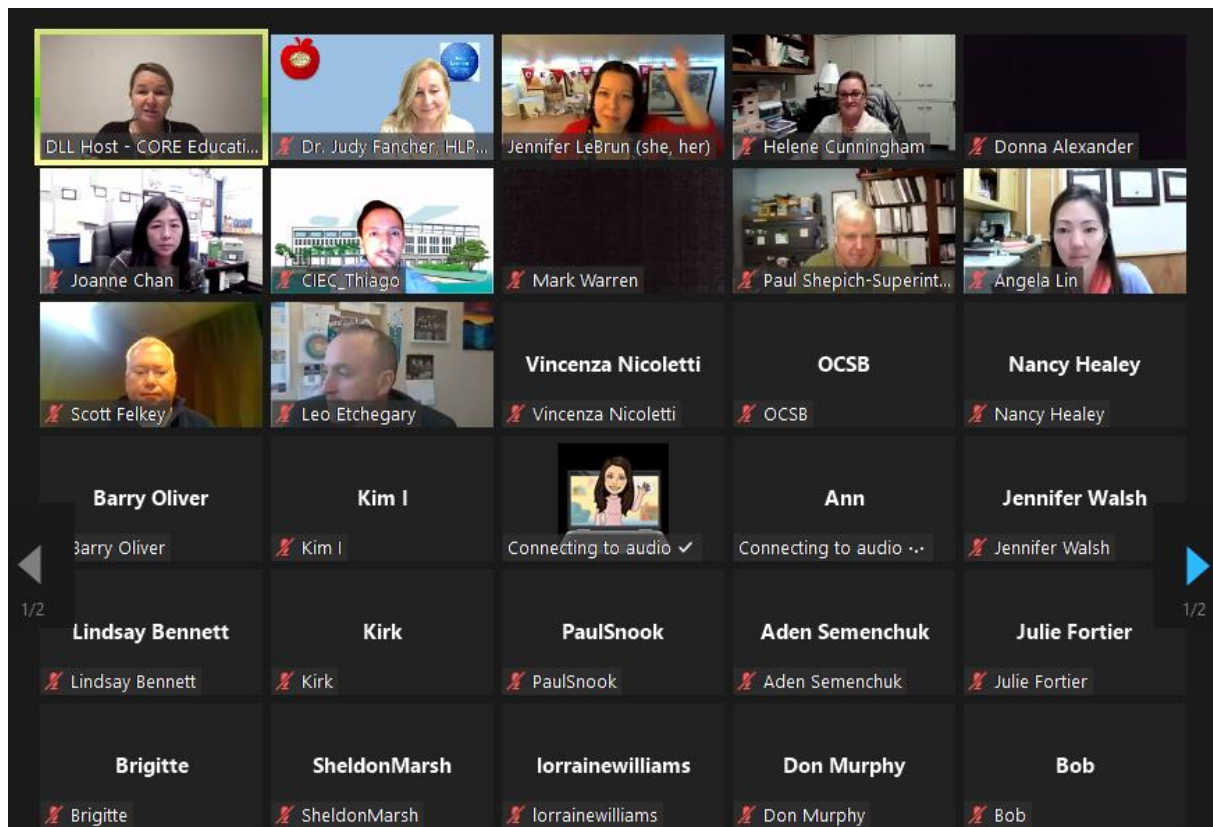 DLL Host - CORE Educati...
Dr. Judy Fancher, HLP...
Jennifer LeBrun (she, her)
Helene Cunningham
Donna Alexander
Joanne Chan
CIEC_Thiago
Mark Warren
Paul Shepich-Superint...
Angela Lin
Scott Felkey
Leo Etchegary
Vincenza Nicoletti
Vincenza Nicoletti
OCSB
OCSB
Nancy Healey
Nancy Healey
Barry Oliver
Barry Oliver
Kim I
Kim I
Connecting to audio
Ann
Connecting to audio
Jennifer Walsh
Jennifer Walsh
1/2
1/2
Lindsay Bennett
Lindsay Bennett
Kirk
Kirk
PaulSnook
PaulSnook
Aden Semenchuk
Aden Semenchuk
Julie Fortier
Julie Fortier
Brigitte
Brigitte
SheldonMarsh
SheldonMarsh
lorrainewilliams
lorrainewilliams
Don Murphy
Don Murphy
Bob
Bob